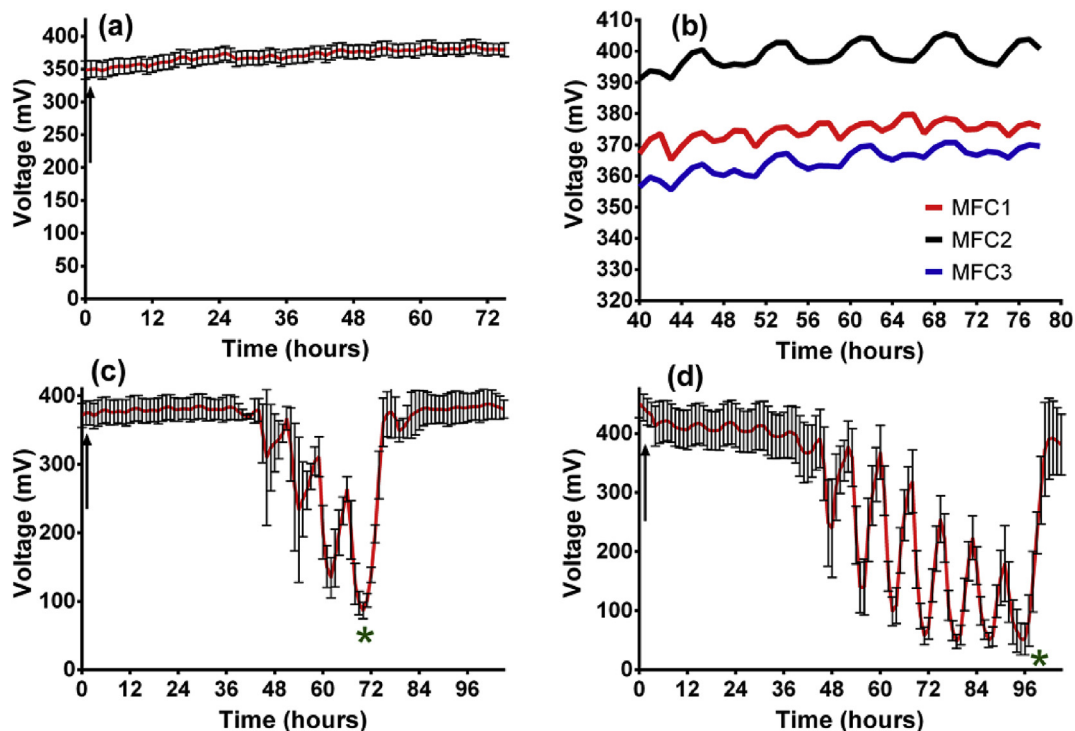 (a)
Voltage (mV)
400
350
300
250
200
150
100
50
0
0 12 24 36 48 60 72
Time (hours)
(b)
Voltage (mV)
410
400
390
380
370
360
350
340
330
320
MFC1
MFC2
MFC3
40 44 48 52 56 60 64 68 72 76 80
Time (hours)
(c)
Voltage (mV)
400
300
200
100
0
*
0 12 24 36 48 60 72 84 96
Time (hours)
(d)
Voltage (mV)
400
300
200
100
0
*
0 12 24 36 48 60 72 84 96
Time (hours)